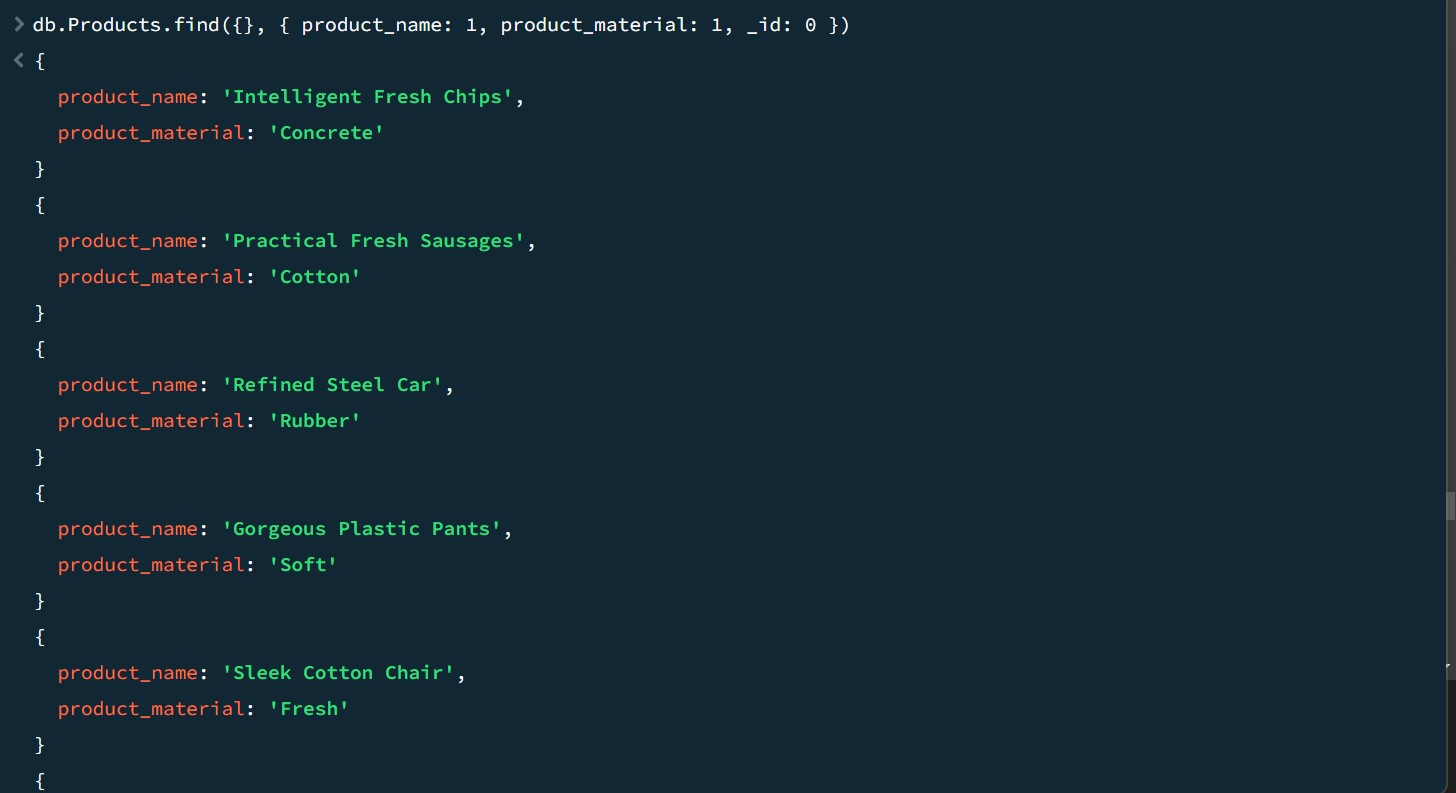 > db.Products.find({}, { product_name: 1, product_material: 1, _id: 0 })
< {
product_name: 'Intelligent Fresh Chips',
product_material: 'Concrete'
}
{
product_name: 'Practical Fresh Sausages',
product_material: 'Cotton'
}
{
product_name: 'Refined Steel Car',
product_material: 'Rubber'
}
{
product_name: 'Gorgeous Plastic Pants',
product_material: 'Soft'
}
{
product_name: 'Sleek Cotton Chair',
product_material: 'Fresh'
}
{